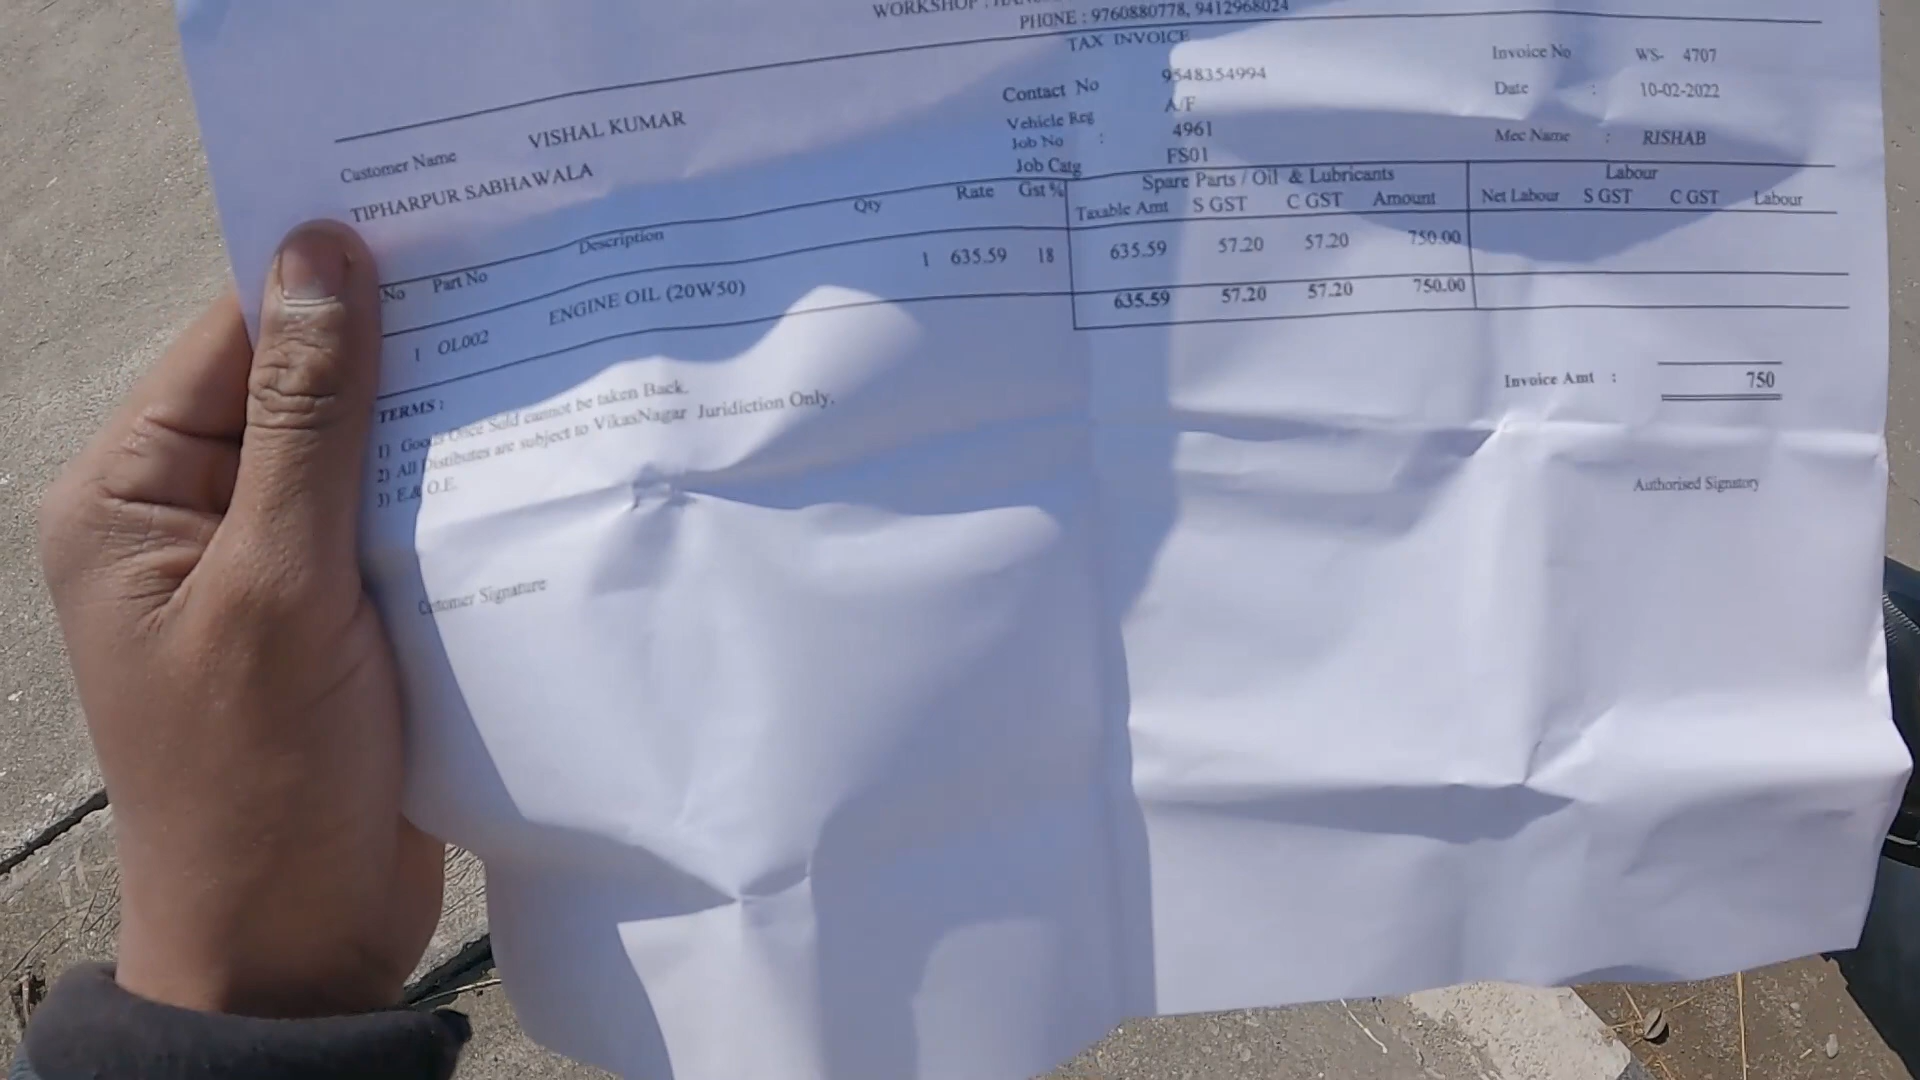 WORKSHOP :
PHONE : 9760880778, 9412968024
TAX INVOICE
Customer Name VISHAL KUMAR
TIPHARPUR SABHAWALA
Contact No 9548354994
Vehicle Reg A/F
Job No : 4961
Job Catg FS01
Invoice No WS- 4707
Date : 10-02-2022
Mec Name : RISHAB
Spare Parts / Oil & Lubricants Labour
No Part No Description Qty Rate Gst % Taxable Amt S GST C GST Amount Net Labour S GST C GST Labour
1 OL002 ENGINE OIL (20W50) 1 635.59 18 635.59 57.20 57.20 750.00
635.59 57.20 57.20 750.00
Invoice Amt : 750
TERMS :
1) Goods Once Sold cannot be taken Back.
2) All Distibutes are subject to VikasNagar Juridiction Only.
3) E.& O.E.
Authorised Signatory
Customer Signature